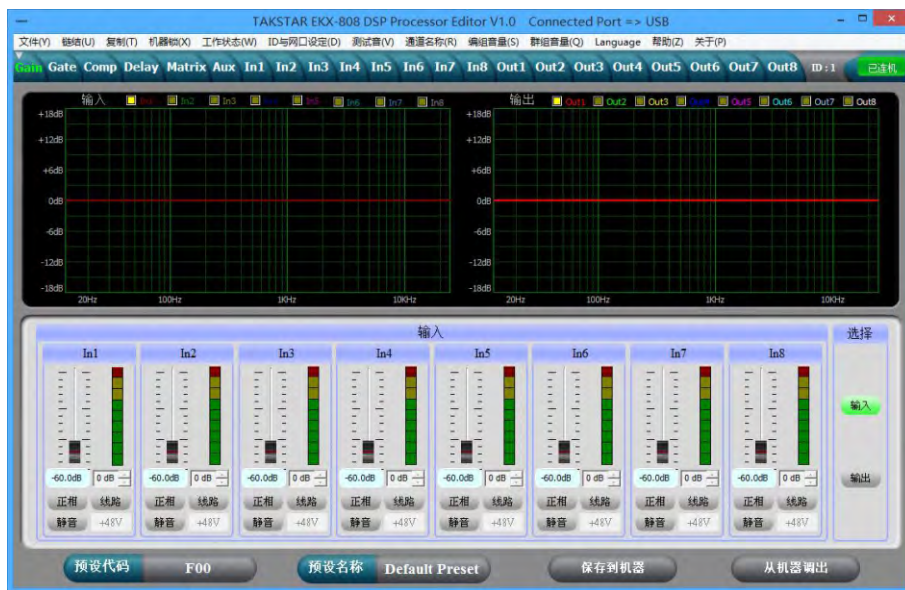 TAKSTAR EKX-808 DSP Processor Editor V1.0 Connected Port => USB
文件(Y) 链结(U) 复制(T) 机器锁(X) 工作状态(W) ID与网口设定(D) 测试音(V) 通道名称(R) 编组音量(S) 群组音量(Q) Language 帮助(Z) 关于(P)
Gain Gate Comp Delay Matrix Aux In1 In2 In3 In4 In5 In6 In7 In8 Out1 Out2 Out3 Out4 Out5 Out6 Out7 Out8 ID:1 已连机
输入 In1 In2 In3 In4 In5 In6 In7 In8
+18dB
+12dB
+6dB
0dB
-6dB
-12dB
-18dB
20Hz 100Hz 1KHz 10KHz
输出 Out1 Out2 Out3 Out4 Out5 Out6 Out7 Out8
+18dB
+12dB
+6dB
0dB
-6dB
-12dB
-18dB
20Hz 100Hz 1KHz 10KHz
输入 选择
In1 In2 In3 In4 In5 In6 In7 In8
输入
-60.0dB 0 dB -60.0dB 0 dB -60.0dB 0 dB -60.0dB 0 dB -60.0dB 0 dB -60.0dB 0 dB -60.0dB 0 dB -60.0dB 0 dB 输出
正相 线路 正相 线路 正相 线路 正相 线路 正相 线路 正相 线路 正相 线路 正相 线路
静音 +48V 静音 +48V 静音 +48V 静音 +48V 静音 +48V 静音 +48V 静音 +48V 静音 +48V
预设代码 F00 预设名称 Default Preset 保存到机器 从机器调出